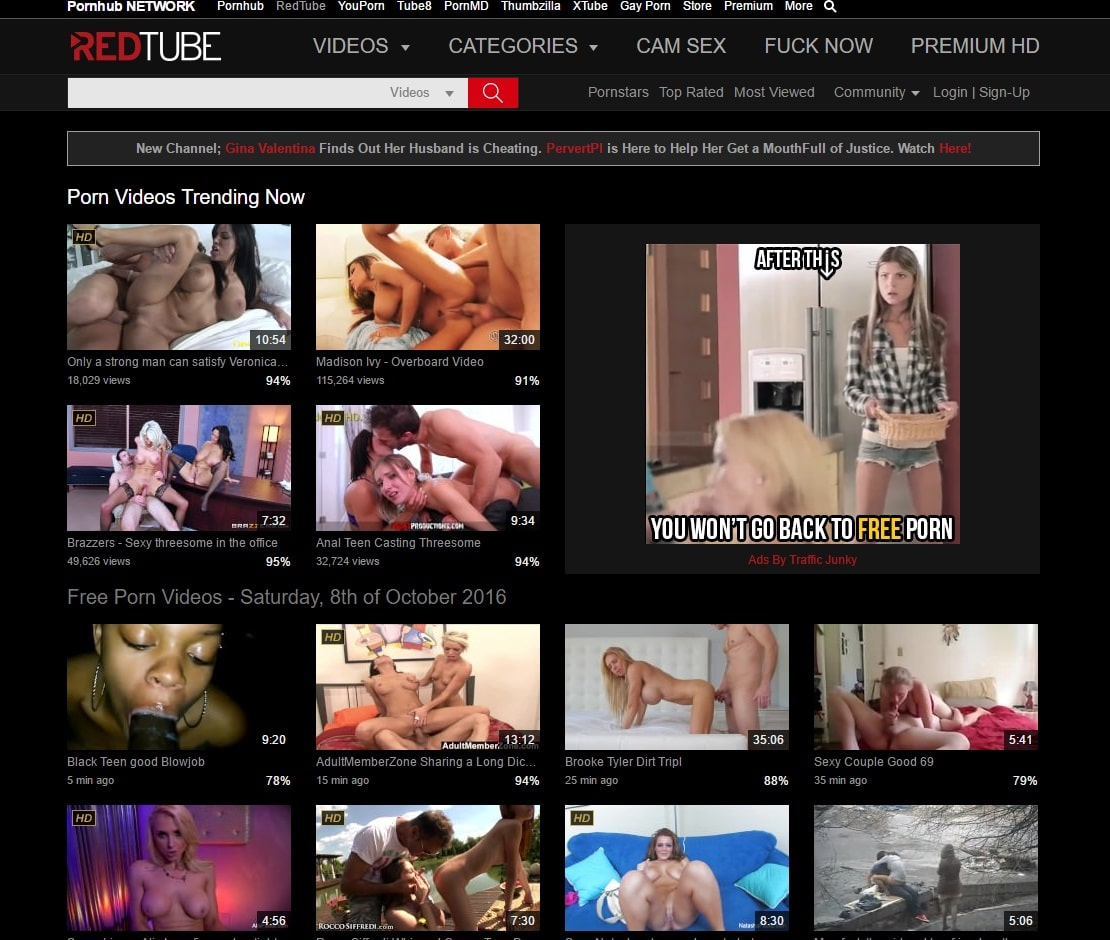 Pornhub NETWORK Pornhub RedTube YouPorn Tube8 PornMD Thumbzilla XTube Gay Porn Store Premium More
REDTUBE VIDEOS CATEGORIES CAM SEX FUCK NOW PREMIUM HD
Videos Pornstars Top Rated Most Viewed Community Login | Sign-Up
New Channel; Gina Valentina Finds Out Her Husband is Cheating. PervertPI is Here to Help Her Get a MouthFull of Justice. Watch Here!
Porn Videos Trending Now
HD
10:54
Only a strong man can satisfy Veronica...
18,029 views 94%
32:00
Madison Ivy - Overboard Video
115,264 views 91%
HD
7:32
Brazzers - Sexy threesome in the office
49,626 views 95%
HD
PRODUCTIONS.COM
9:34
Anal Teen Casting Threesome
32,724 views 94%
AFTER THIS
YOU WON'T GO BACK TO FREE PORN
Ads By Traffic Junky
Free Porn Videos - Saturday, 8th of October 2016
9:20
Black Teen good Blowjob
5 min ago 78%
HD
13:12
AdultMemberZone Sharing a Long Dic...
15 min ago 94%
35:06
Brooke Tyler Dirt Tripl
25 min ago 88%
5:41
Sexy Couple Good 69
35 min ago 79%
HD
4:56
HD
ROCCOSIFFREDI.COM
7:30
HD
8:30
5:06